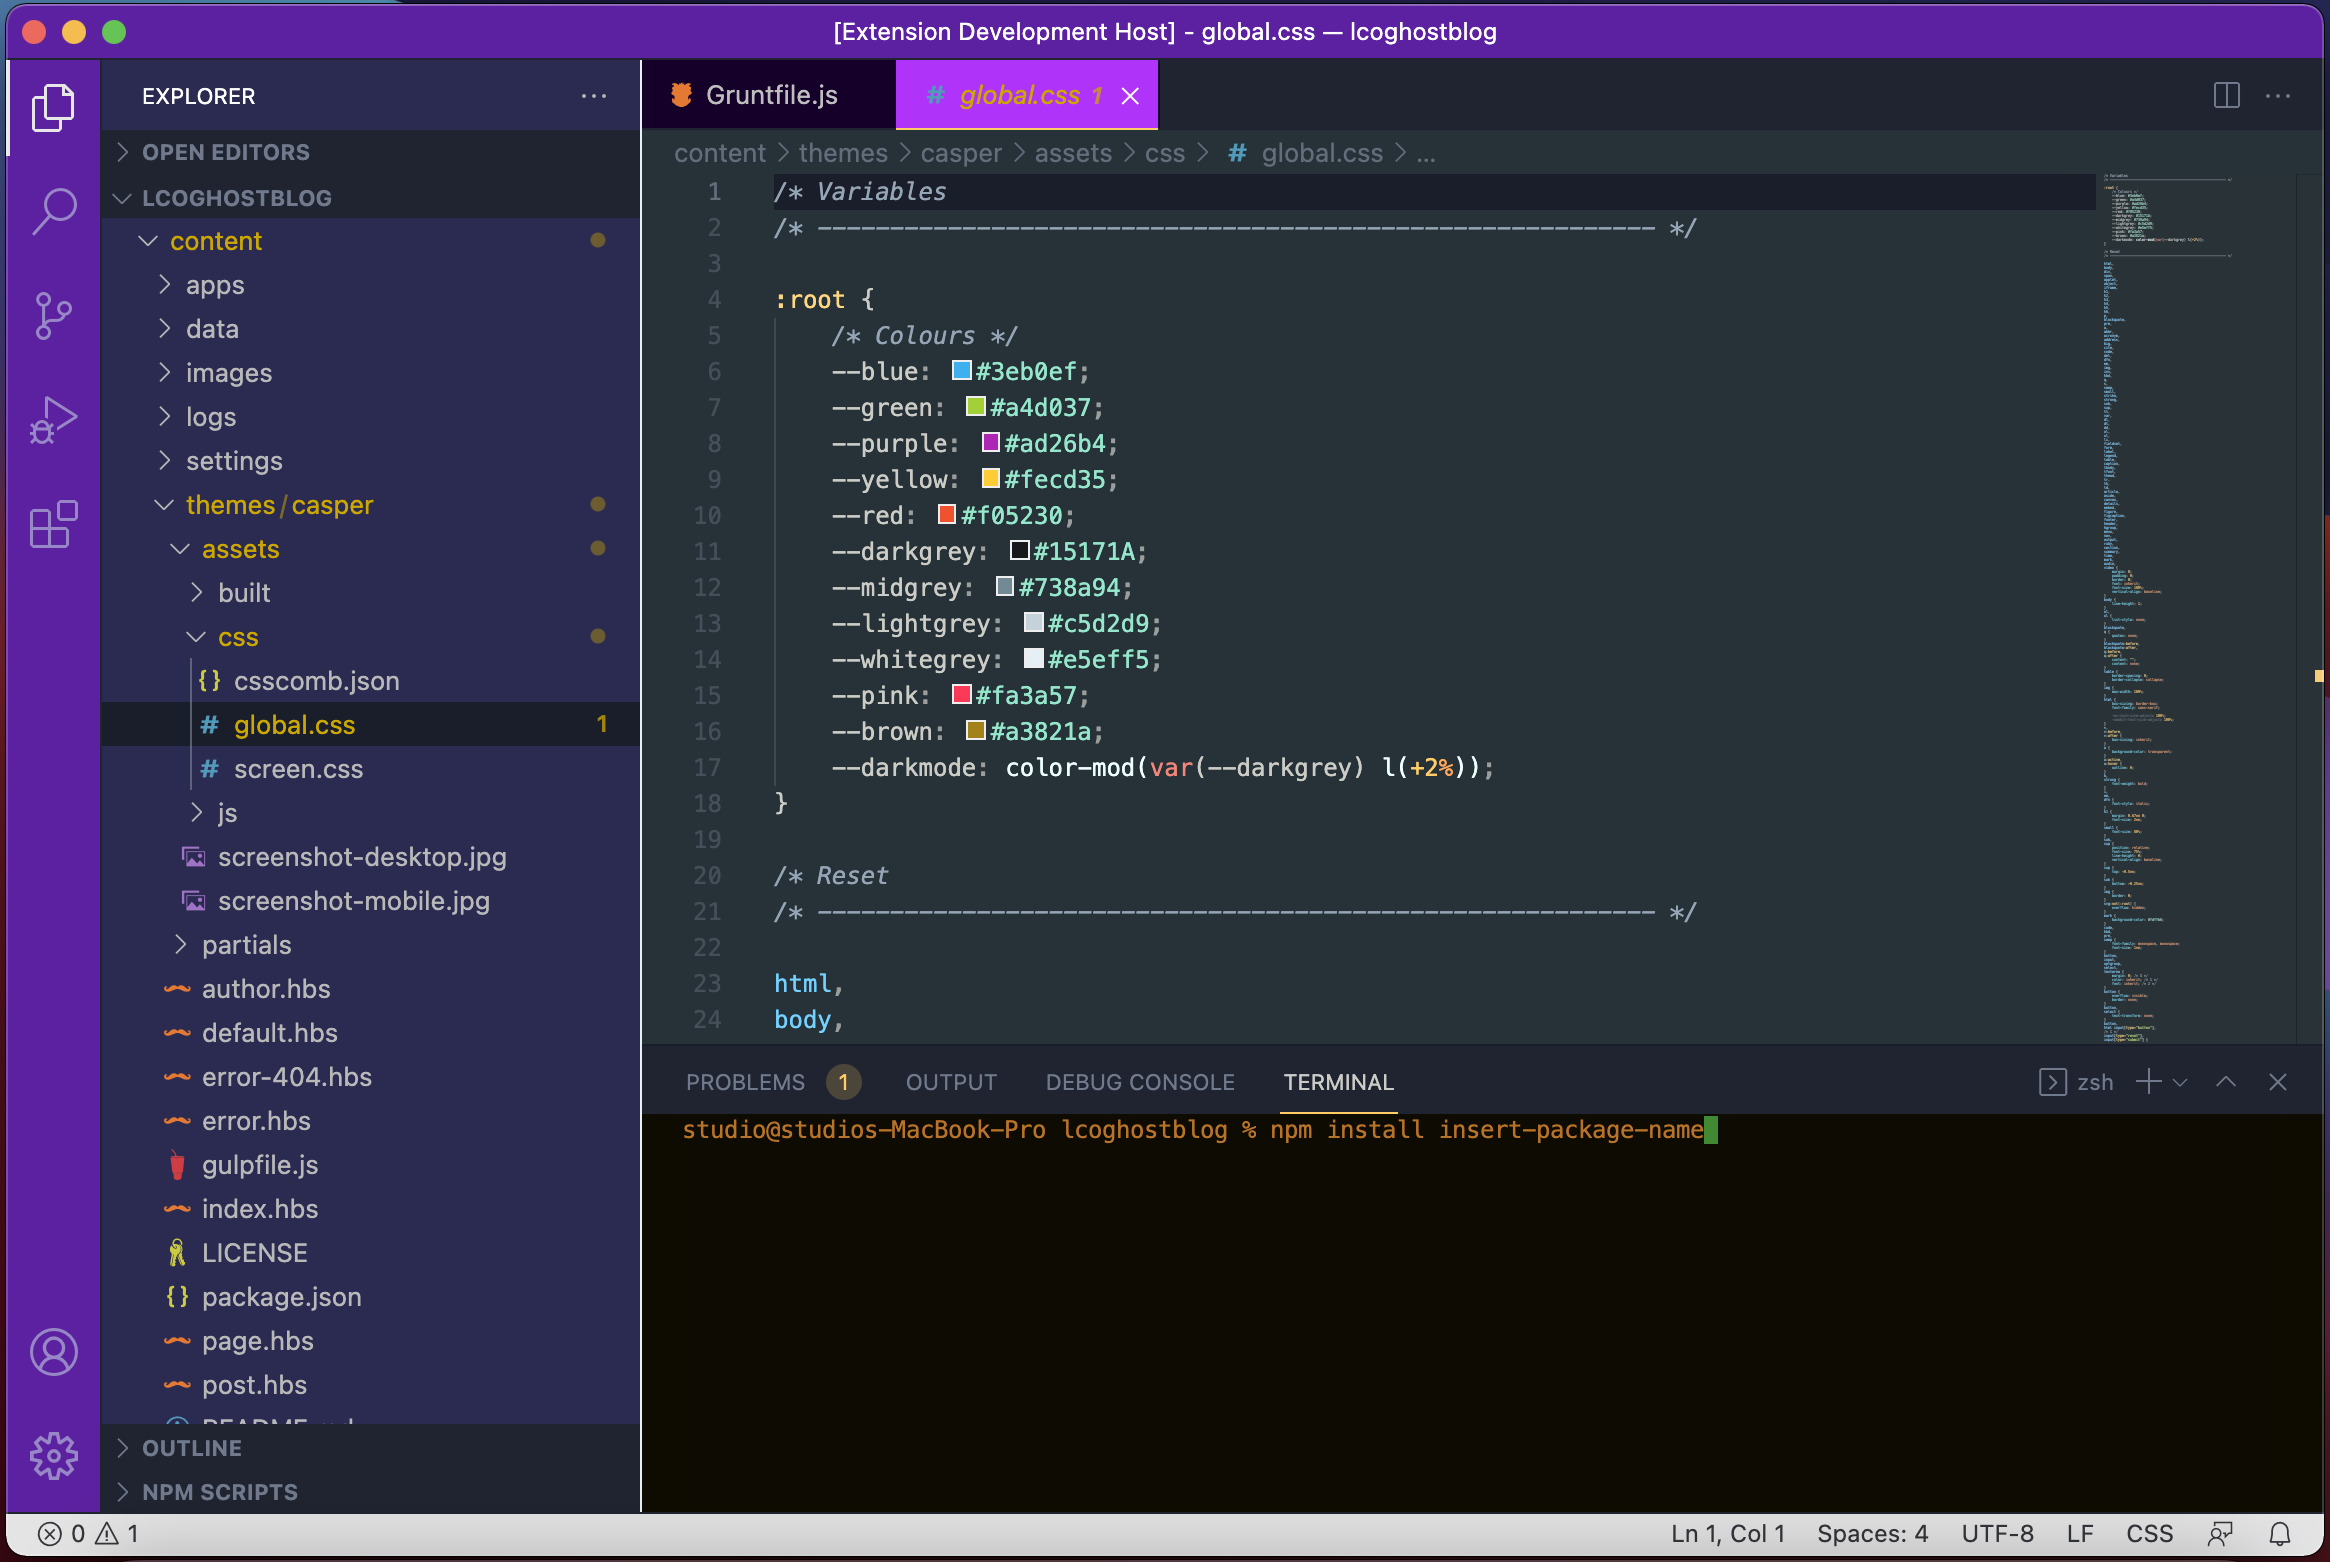 [Extension Development Host] - global.css — lcoghostblog
EXPLORER
OPEN EDITORS
LCOGHOSTBLOG
content
apps
data
images
logs
settings
themes/casper
assets
built
css
{} csscomb.json
# global.css 1
# screen.css
js
screenshot-desktop.jpg
screenshot-mobile.jpg
partials
author.hbs
default.hbs
error-404.hbs
error.hbs
gulpfile.js
index.hbs
LICENSE
{} package.json
page.hbs
post.hbs
OUTLINE
NPM SCRIPTS
Gruntfile.js
# global.css 1
content > themes > casper > assets > css > # global.css > ...
1 /* Variables
2 /* ---------------------------------------------------------- */
3
4 :root {
5 /* Colours */
6 --blue: #3eb0ef;
7 --green: #a4d037;
8 --purple: #ad26b4;
9 --yellow: #fecd35;
10 --red: #f05230;
11 --darkgrey: #15171A;
12 --midgrey: #738a94;
13 --lightgrey: #c5d2d9;
14 --whitegrey: #e5eff5;
15 --pink: #fa3a57;
16 --brown: #a3821a;
17 --darkmode: color-mod(var(--darkgrey) l(+2%));
18 }
19
20 /* Reset
21 /* ---------------------------------------------------------- */
22
23 html,
24 body,
PROBLEMS 1 OUTPUT DEBUG CONSOLE TERMINAL
zsh
studio@studios-MacBook-Pro lcoghostblog % npm install insert-package-name
0 1
Ln 1, Col 1 Spaces: 4 UTF-8 LF CSS